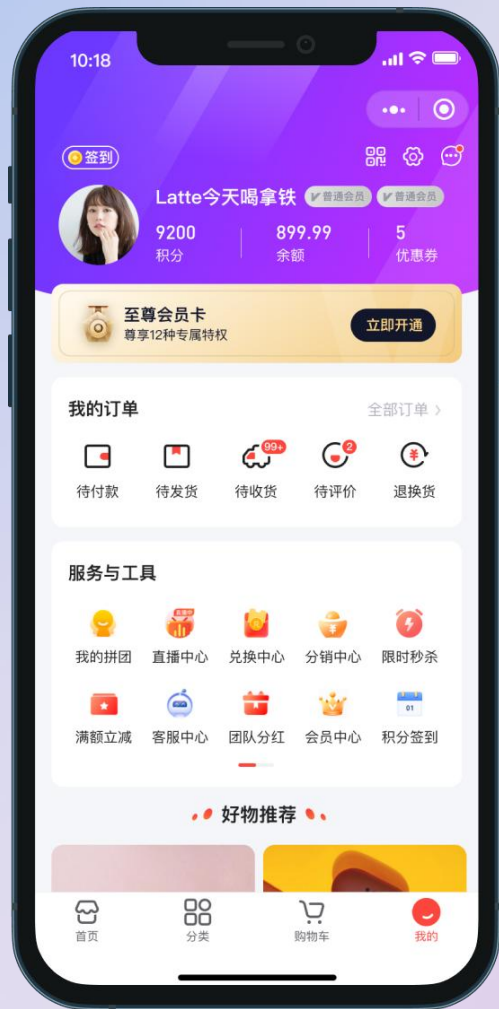 10:18
签到
Latte今天喝拿铁 普通会员 普通会员
9200 899.99 5
积分 余额 优惠券
至尊会员卡
尊享12种专属特权
立即开通
我的订单 全部订单
99+ 2
待付款 待发货 待收货 待评价 退换货
服务与工具
直播中
我的拼团 直播中心 兑换中心 分销中心 限时秒杀
01
满额立减 客服中心 团队分红 会员中心 积分签到
好物推荐
首页 分类 购物车 我的